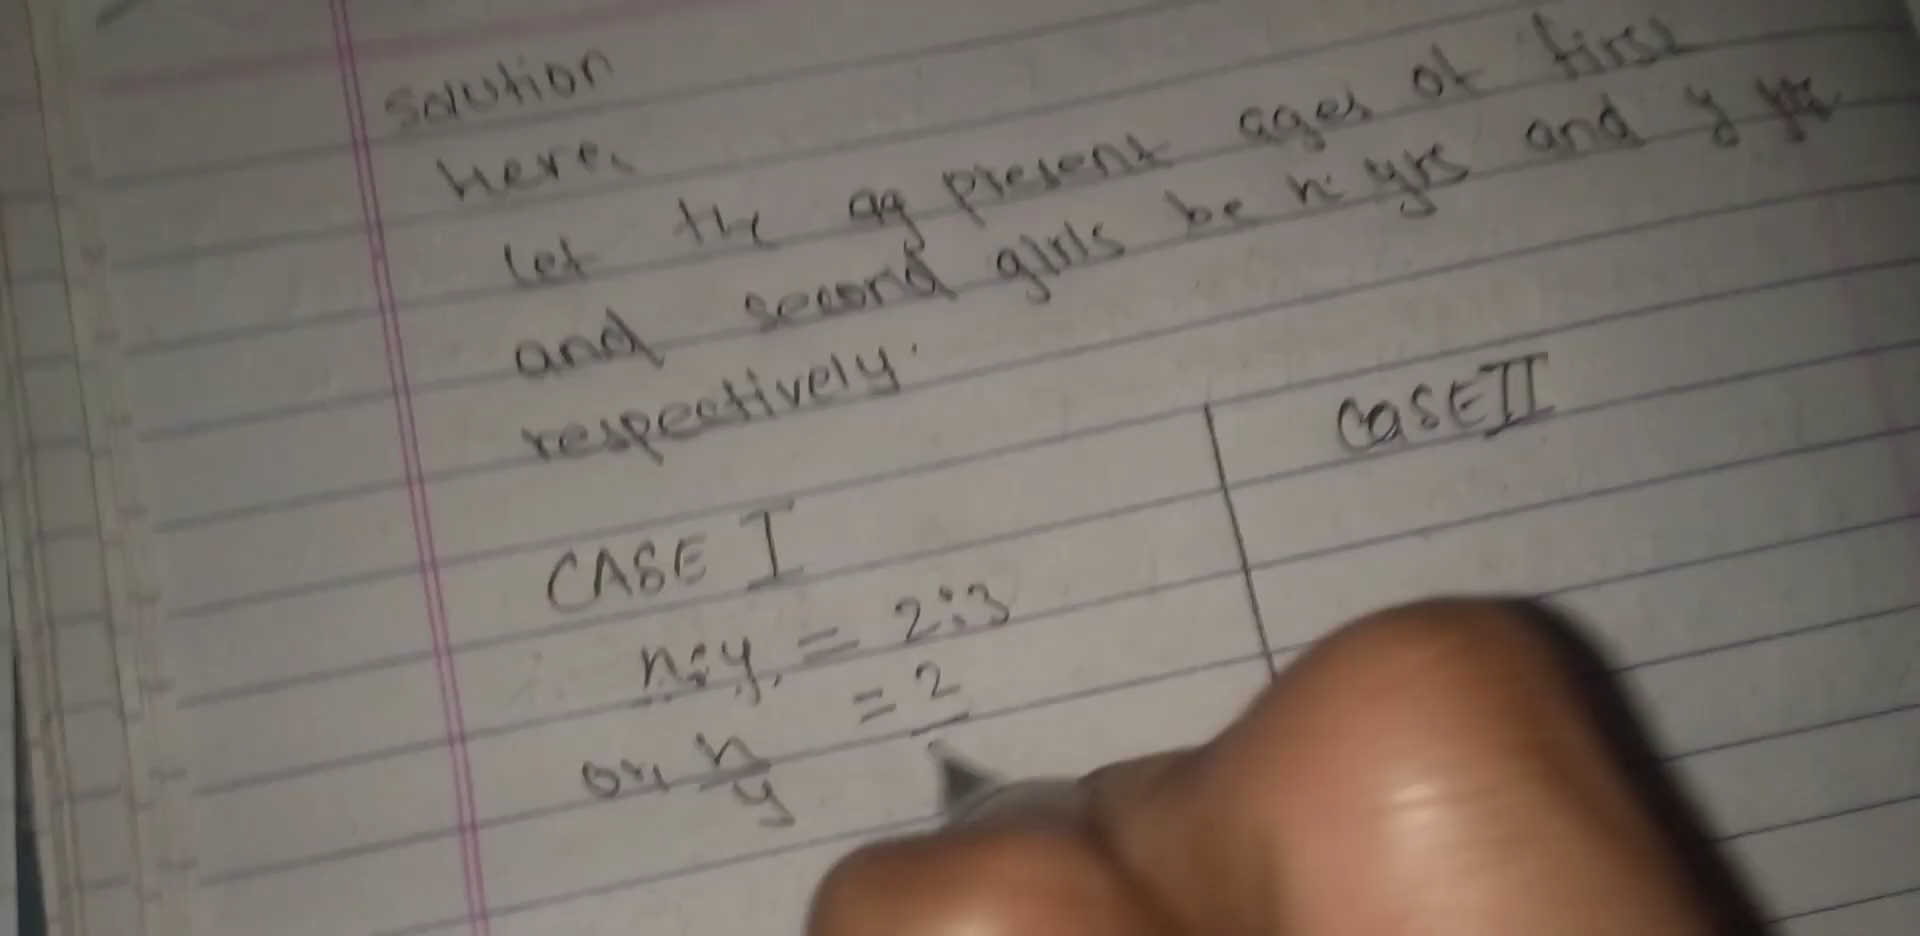 solution
here,
Let the ag present ages of first
and second girls be x yrs and y yrs
respectively.
CASE I
x:y = 2:3
or, x/y = 2/
CASE II